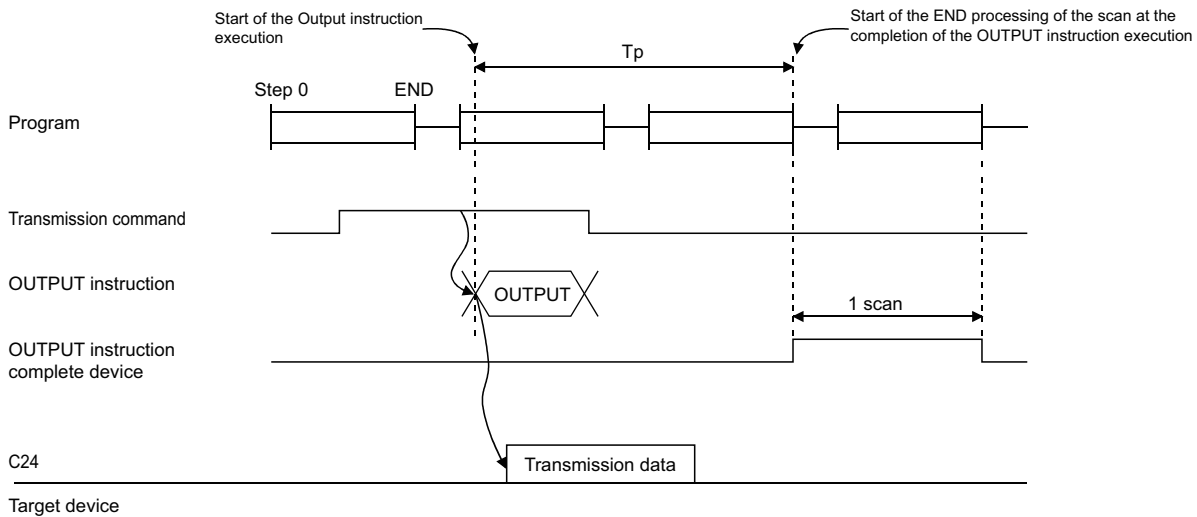 Start of the Output instruction
execution
Start of the END processing of the scan at the
completion of the OUTPUT instruction execution
Tp
Step 0
END
Program
Transmission command
OUTPUT instruction
OUTPUT
1 scan
OUTPUT instruction
complete device
C24
Transmission data
Target device